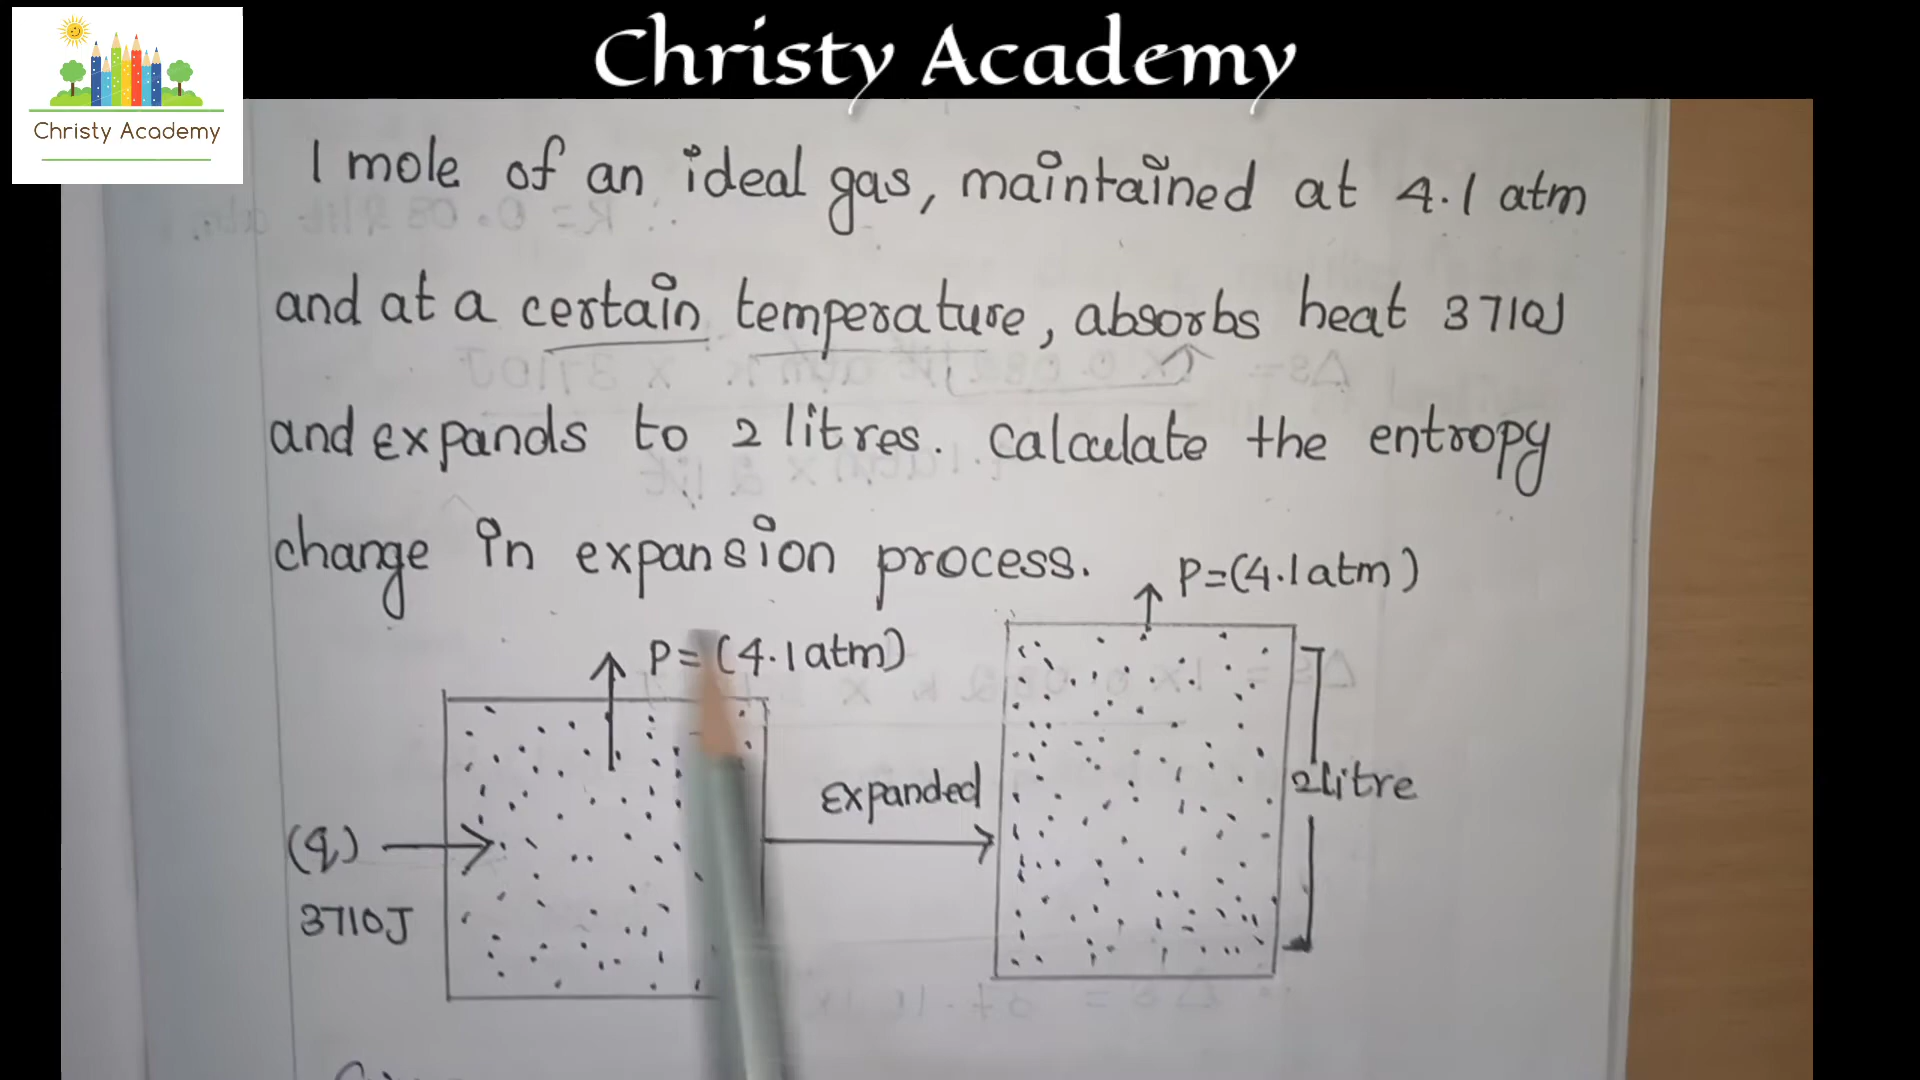 Christy Academy
Christy Academy
1 mole of an ideal gas, maintained at 4.1 atm
and at a certain temperature, absorbs heat 3710J
and expands to 2 litres. Calculate the entropy
change in expansion process.
P=(4.1atm)
P=(4.1atm)
Expanded
2litre
(q)
3710J